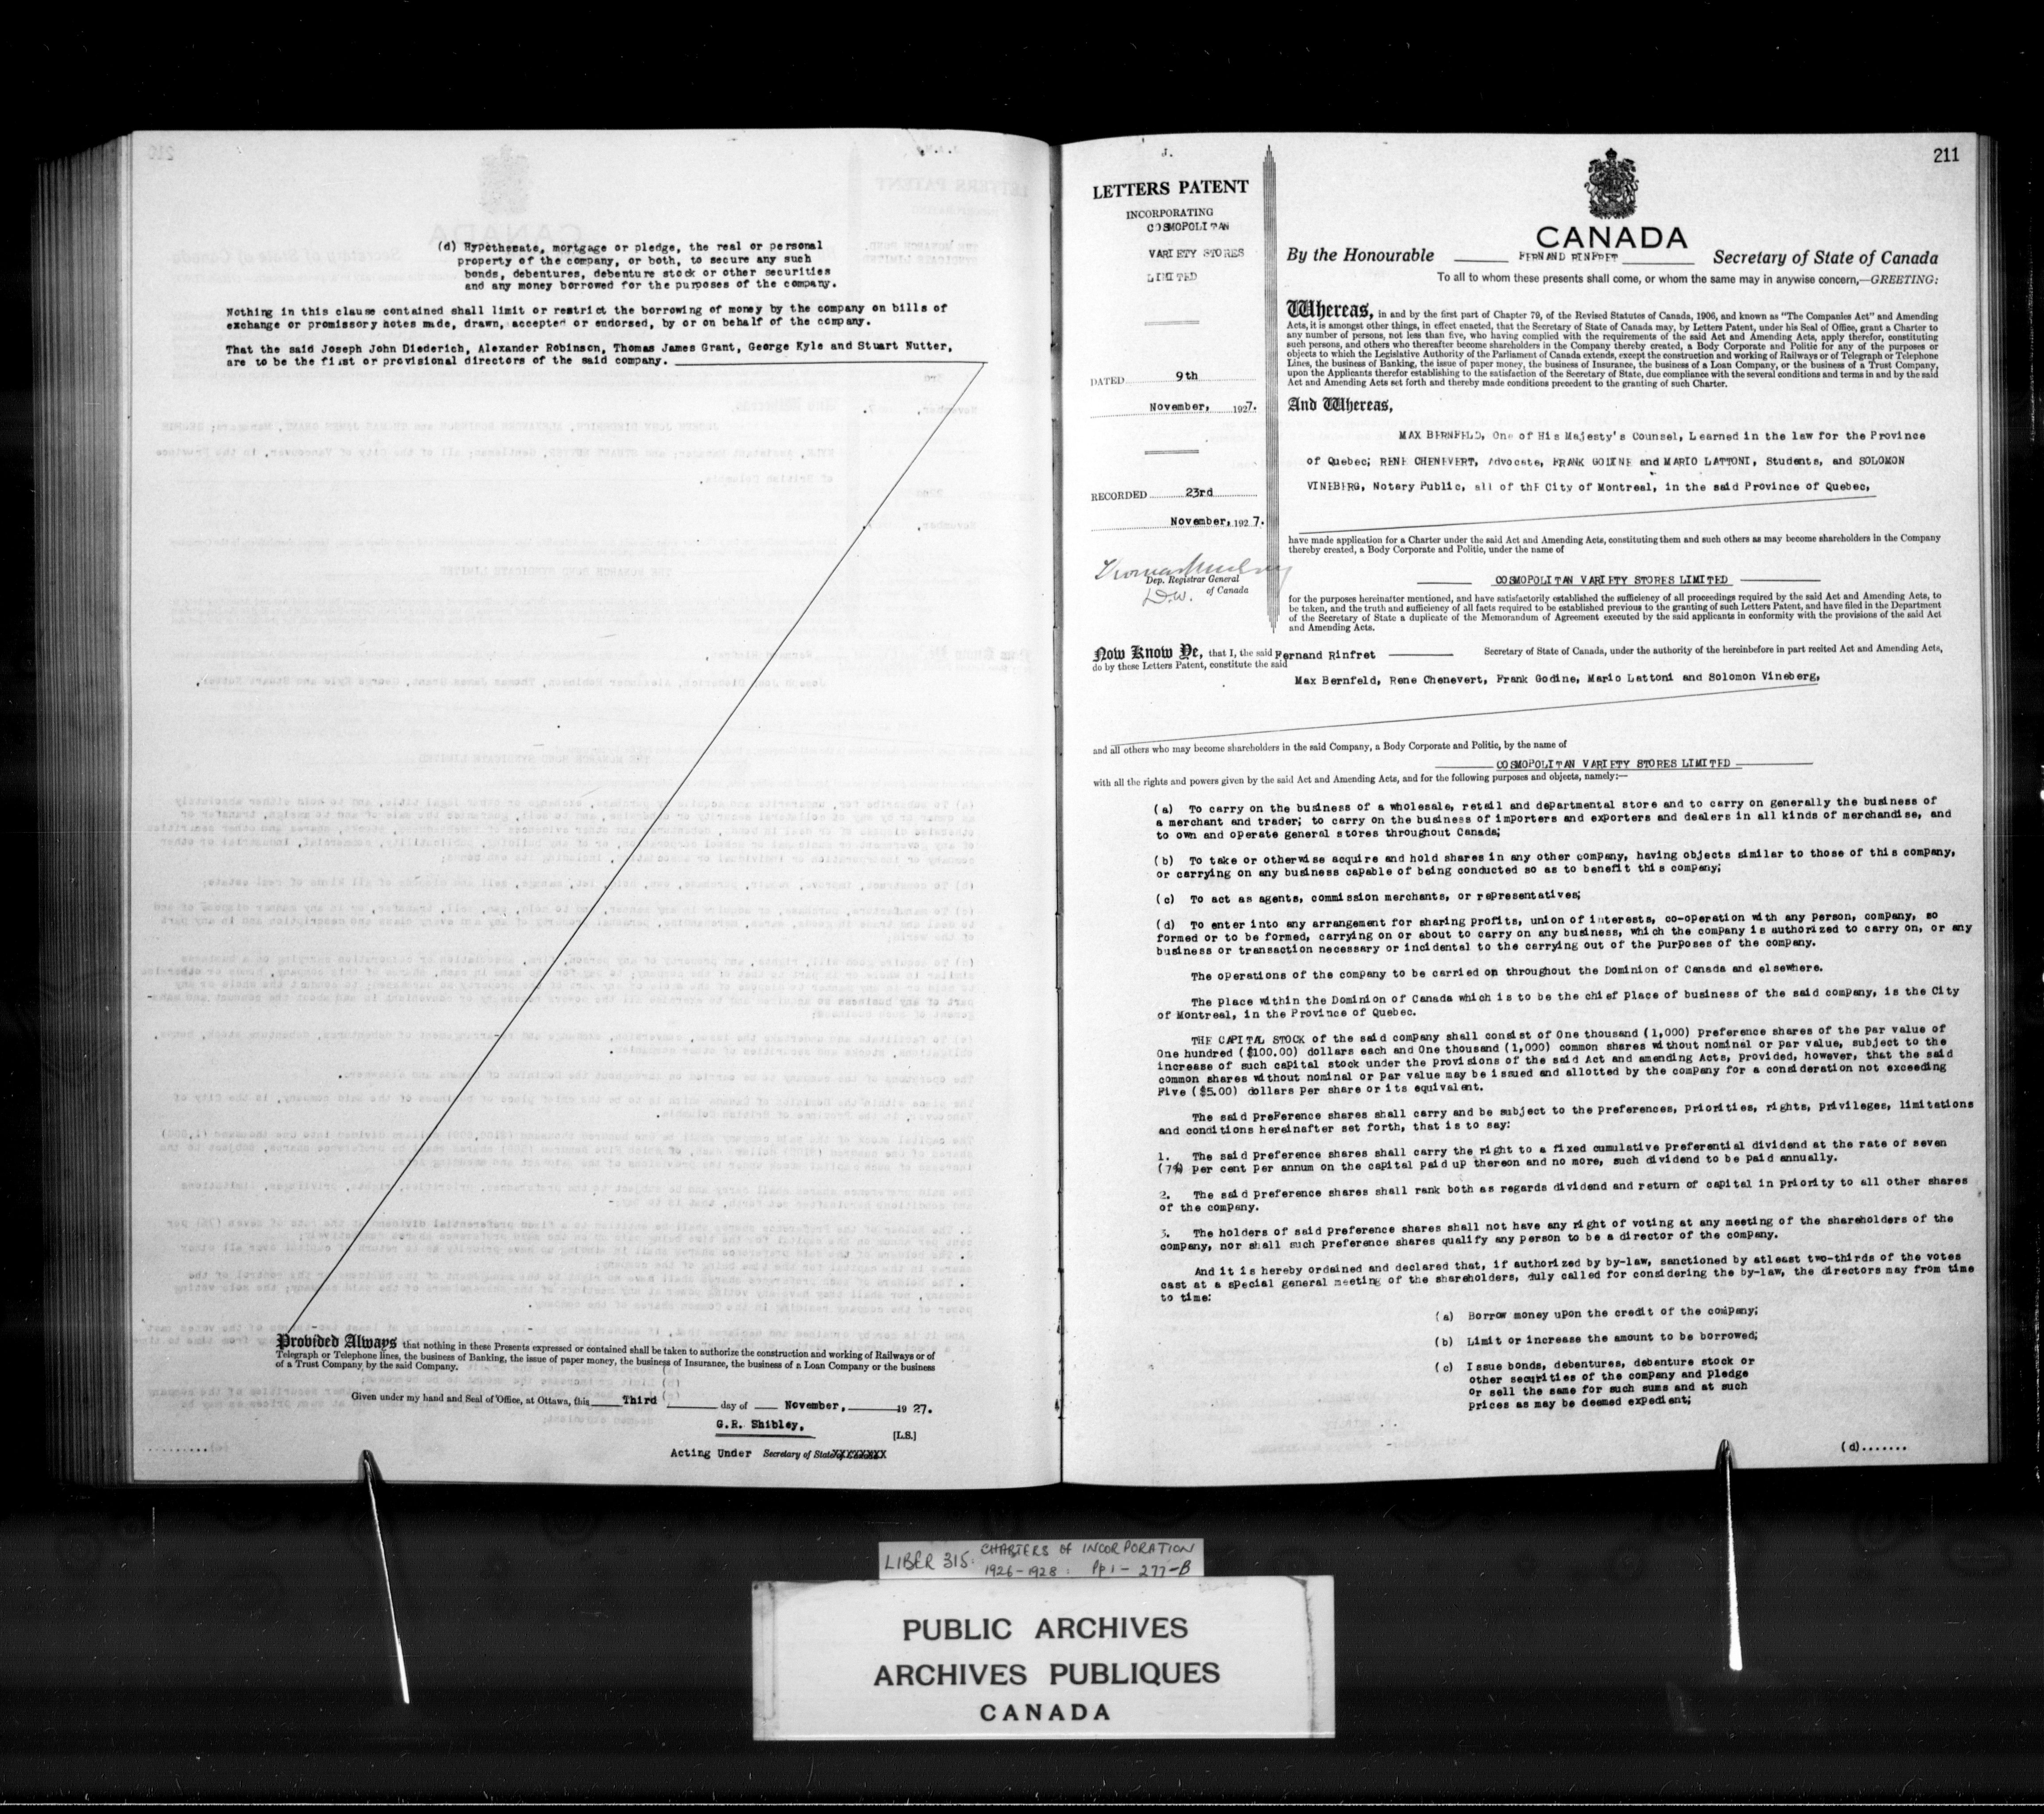 (d) Hypothecate, mortgage or pledge, the real or personal
property of the company, or both, to secure any such
bonds, debentures, debenture stock or other securities
and any money borrowed for the purposes of the company.
Nothing in this clause contained shall limit or restrict the borrowing of money by the company on bills of
exchange or promissory notes made, drawn, accepted or endorsed, by or on behalf of the company.
That the said Joseph John Diederich, Alexander Robinson, Thomas James Grant, George Kyle and Stuart Nutter,
are to be the first or provisional directors of the said company.
Provided Always that nothing in these Presents expressed or contained shall be taken to authorize the construction and working of Railways or of
Telegraph or Telephone lines, the business of Banking, the issue of paper money, the business of Insurance, the business of a Loan Company or the business
of a Trust Company by the said Company.
Given under my hand and Seal of Office, at Ottawa, this Third day of November, 1927.
G.R. Shibley,
[L.S.]
Acting Under Secretary of State
211
J.
LETTERS PATENT
INCORPORATING
COSMOPOLITAN
VARIETY STORES
LIMITED
DATED 9th
November, 1927.
RECORDED 23rd
November, 1927.
Dep. Registrar General
of Canada
D.W.
CANADA
By the Honourable FERNAND RINFRET Secretary of State of Canada
To all to whom these presents shall come, or whom the same may in anywise concern,—GREETING:
Whereas, in and by the first part of Chapter 79, of the Revised Statutes of Canada, 1906, and known as "The Companies Act" and Amending
Acts, it is amongst other things, in effect enacted, that the Secretary of State of Canada may, by Letters Patent, under his Seal of Office, grant a Charter to
any number of persons, not less than five, who having complied with the requirements of the said Act and Amending Acts, apply therefor, constituting
such persons, and others who thereafter become shareholders in the Company thereby created, a Body Corporate and Politic for any of the purposes or
objects to which the Legislative Authority of the Parliament of Canada extends, except the construction and working of Railways or of Telegraph or Telephone
Lines, the business of Banking, the issue of paper money, the business of Insurance, the business of a Loan Company, or the business of a Trust Company,
upon the Applicants therefor establishing to the satisfaction of the Secretary of State, due compliance with the several conditions and terms in and by the said
Act and Amending Acts set forth and thereby made conditions precedent to the granting of such Charter.
And Whereas,
MAX BERNFELD, One of His Majesty's Counsel, Learned in the law for the Province
of Quebec; RENE CHENEVERT, Advocate, FRANK GODINE and MARIO LATTONI, Students, and SOLOMON
VINEBERG, Notary Public, all of the City of Montreal, in the said Province of Quebec,
have made application for a Charter under the said Act and Amending Acts, constituting them and such others as may become shareholders in the Company
thereby created, a Body Corporate and Politic, under the name of
COSMOPOLITAN VARIETY STORES LIMITED
for the purposes hereinafter mentioned, and have satisfactorily established the sufficiency of all proceedings required by the said Act and Amending Acts, to
be taken, and the truth and sufficiency of all facts required to be established previous to the granting of such Letters Patent, and have filed in the Department
of the Secretary of State a duplicate of the Memorandum of Agreement executed by the said applicants in conformity with the provisions of the said Act
and Amending Acts.
Now Know Ye, that I, the said Fernand Rinfret Secretary of State of Canada, under the authority of the hereinbefore in part recited Act and Amending Acts,
do by these Letters Patent, constitute the said
Max Bernfeld, Rene Chenevert, Frank Godine, Mario Lattoni and Solomon Vineberg,
and all others who may become shareholders in the said Company, a Body Corporate and Politic, by the name of
COSMOPOLITAN VARIETY STORES LIMITED
with all the rights and powers given by the said Act and Amending Acts, and for the following purposes and objects, namely:—
(a) To carry on the business of a wholesale, retail and departmental store and to carry on generally the business of
a merchant and trader; to carry on the business of importers and exporters and dealers in all kinds of merchandise, and
to own and operate general stores throughout Canada;
(b) To take or otherwise acquire and hold shares in any other company, having objects similar to those of this company,
or carrying on any business capable of being conducted so as to benefit this company;
(c) To act as agents, commission merchants, or representatives;
(d) To enter into any arrangement for sharing profits, union of interests, co-operation with any person, company, so
formed or to be formed, carrying on or about to carry on any business, which the company is authorized to carry on, or any
business or transaction necessary or incidental to the carrying out of the purposes of the company.
The operations of the company to be carried on throughout the Dominion of Canada and elsewhere.
The place within the Dominion of Canada which is to be the chief place of business of the said company, is the City
of Montreal, in the Province of Quebec.
THE CAPITAL STOCK of the said company shall consist of One thousand (1,000) preference shares of the par value of
One hundred ($100.00) dollars each and One thousand (1,000) common shares without nominal or par value, subject to the
increase of such capital stock under the provisions of the said Act and amending Acts, provided, however, that the said
common shares without nominal or par value may be issued and allotted by the company for a consideration not exceeding
Five ($5.00) dollars per share or its equivalent.
The said preference shares shall carry and be subject to the preferences, priorities, rights, privileges, limitations
and conditions hereinafter set forth, that is to say:
1. The said preference shares shall carry the right to a fixed cumulative preferential dividend at the rate of seven
(7%) per cent per annum on the capital paid up thereon and no more, such dividend to be paid annually.
2. The said preference shares shall rank both as regards dividend and return of capital in priority to all other shares
of the company.
3. The holders of said preference shares shall not have any right of voting at any meeting of the shareholders of the
company, nor shall such preference shares qualify any person to be a director of the company.
And it is hereby ordained and declared that, if authorized by by-law, sanctioned by atleast two-thirds of the votes
cast at a special general meeting of the shareholders, duly called for considering the by-law, the directors may from time
to time:
(a) Borrow money upon the credit of the company;
(b) Limit or increase the amount to be borrowed;
(c) Issue bonds, debentures, debenture stock or
other securities of the company and pledge
or sell the same for such sums and at such
prices as may be deemed expedient;
(d).......
LIBER 315: CHARTERS OF INCORPORATION
1926-1928: Pp 1 - 277-B
PUBLIC ARCHIVES
ARCHIVES PUBLIQUES
CANADA